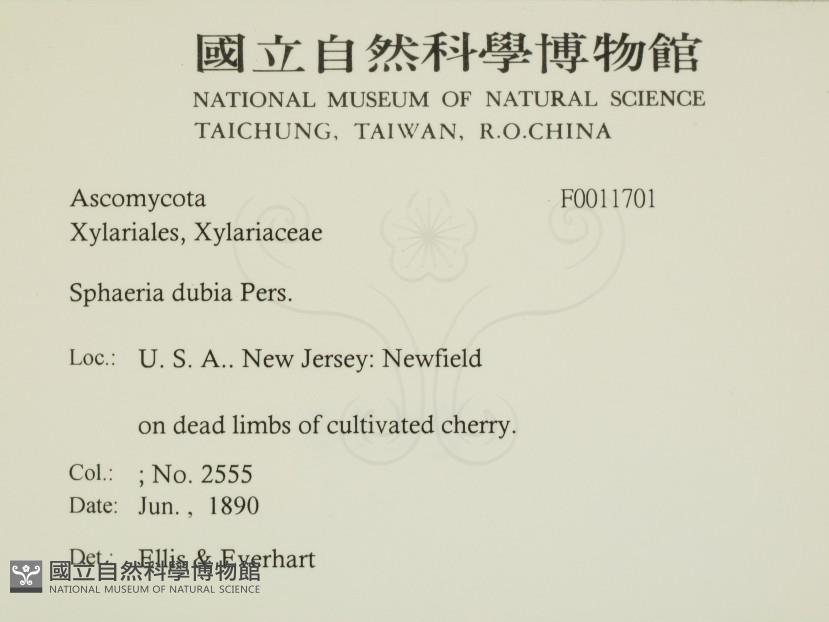 國立自然科學博物館
NATIONAL MUSEUM OF NATURAL SCIENCE
TAICHUNG, TAIWAN, R.O.CHINA
Ascomycota F0011701
Xylariales, Xylariaceae
Sphaeria dubia Pers.
Loc.: U. S. A.. New Jersey: Newfield
on dead limbs of cultivated cherry.
Col.: ; No. 2555
Date: Jun. , 1890
Det.: Ellis & Everhart
國立自然科學博物館
NATIONAL MUSEUM OF NATURAL SCIENCE